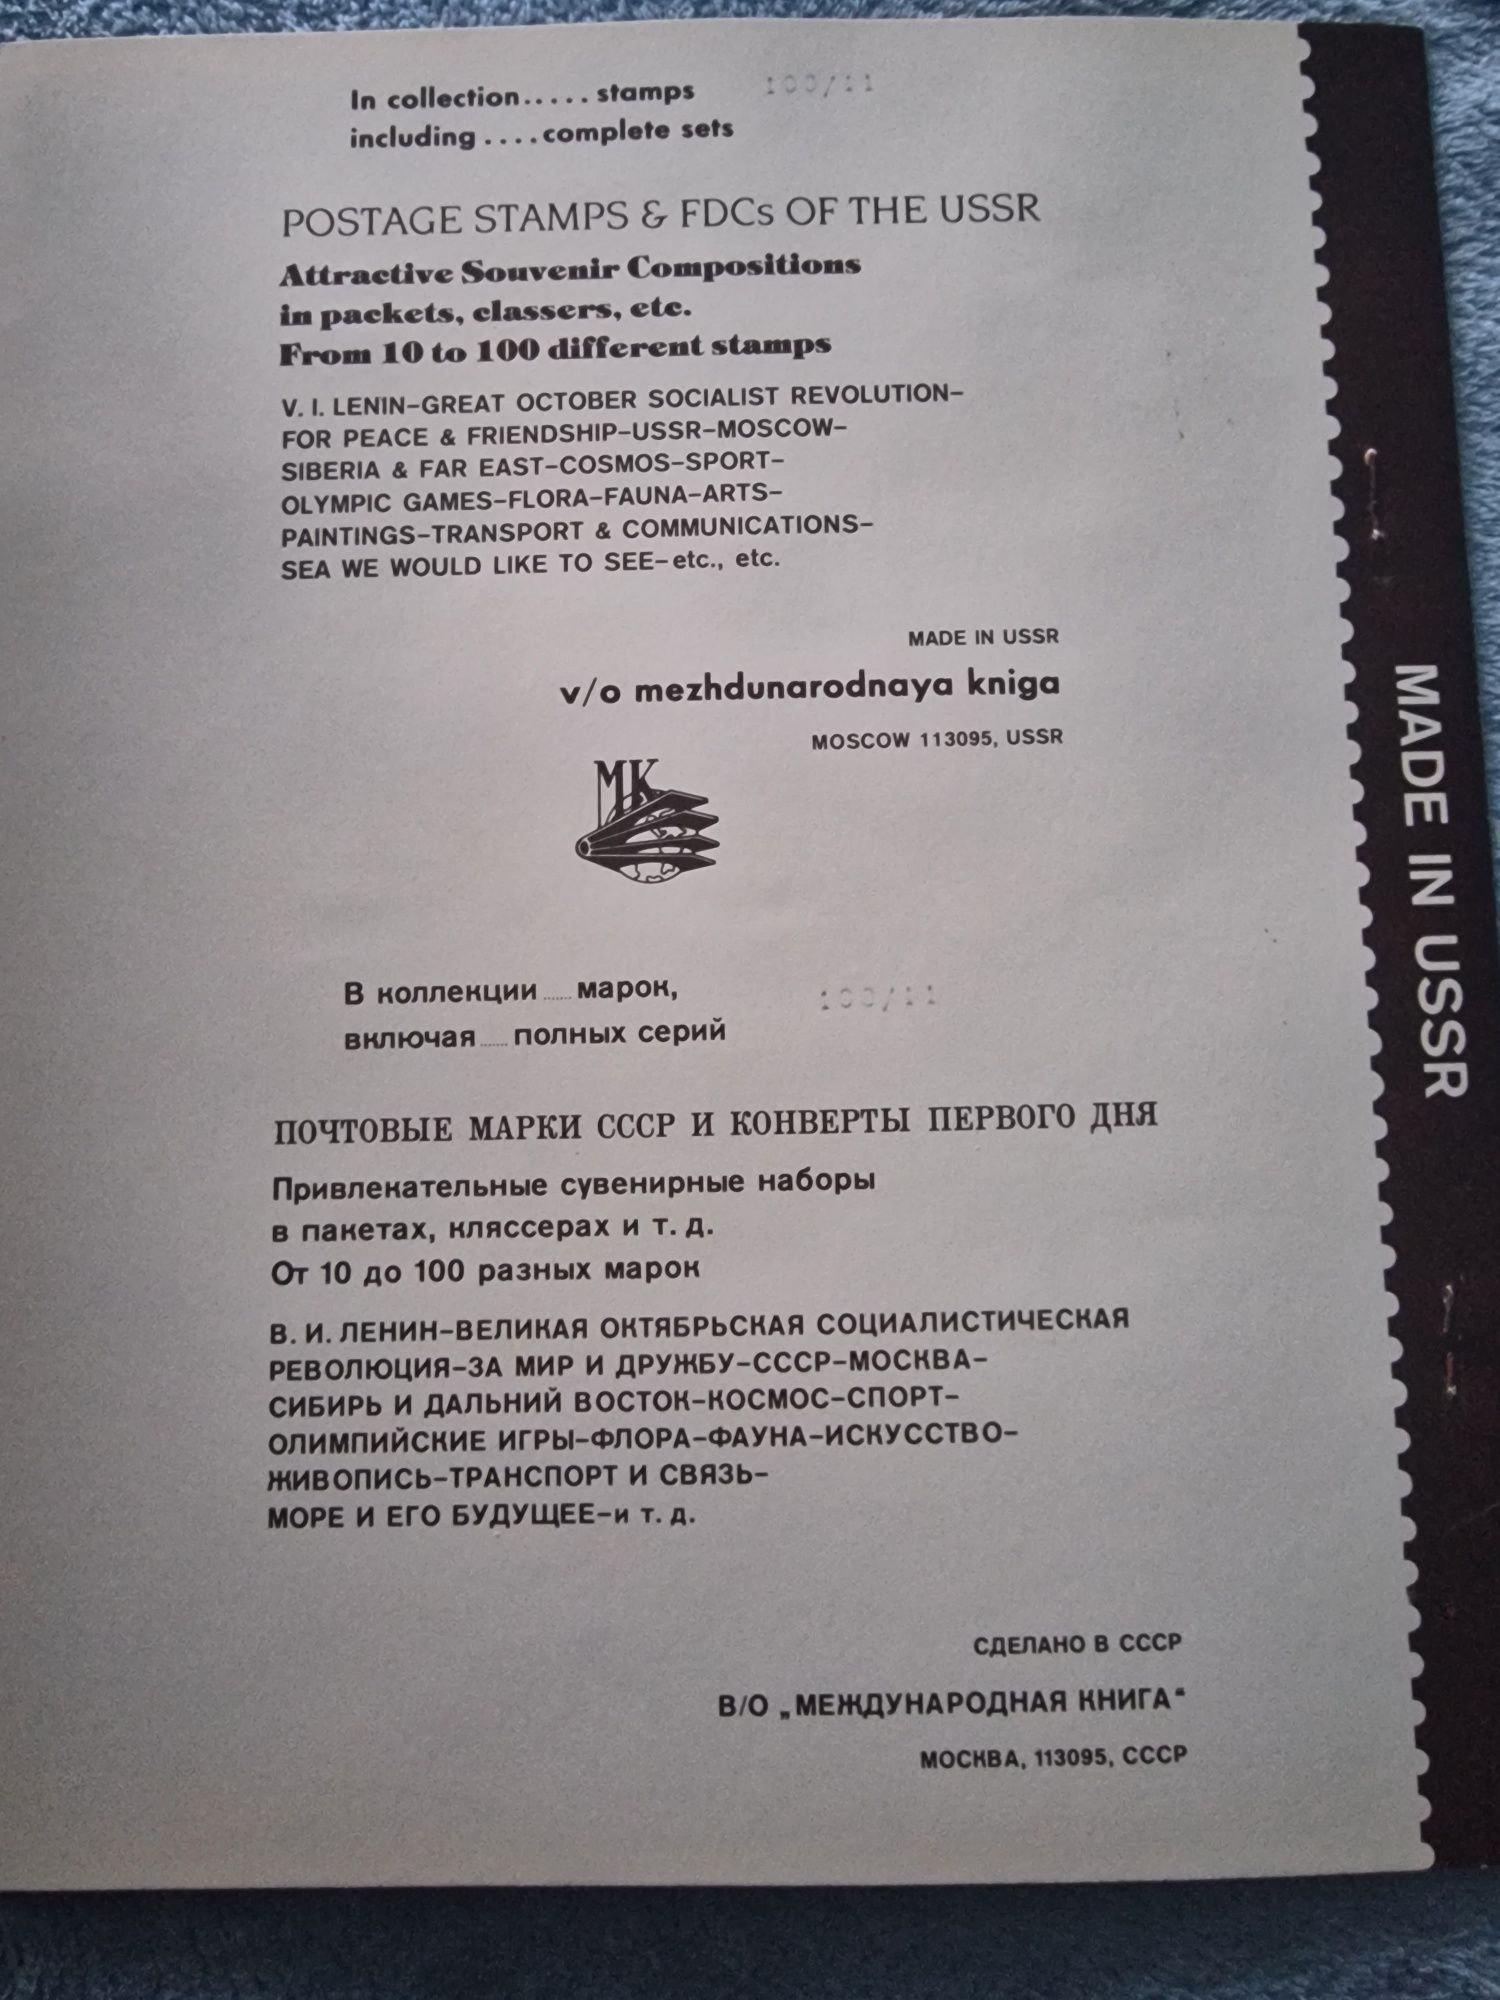 In collection..... stamps 100/11
including ....complete sets
POSTAGE STAMPS & FDCs OF THE USSR
Attractive Souvenir Compositions
in packets, classers, etc.
From 10 to 100 different stamps
V. I. LENIN–GREAT OCTOBER SOCIALIST REVOLUTION–
FOR PEACE & FRIENDSHIP–USSR–MOSCOW–
SIBERIA & FAR EAST–COSMOS–SPORT–
OLYMPIC GAMES–FLORA–FAUNA–ARTS–
PAINTINGS–TRANSPORT & COMMUNICATIONS–
SEA WE WOULD LIKE TO SEE–etc., etc.
MADE IN USSR
v/o mezhdunarodnaya kniga
MOSCOW 113095, USSR
МК
В коллекции ...... марок, 100/11
включая ...... полных серий
ПОЧТОВЫЕ МАРКИ СССР И КОНВЕРТЫ ПЕРВОГО ДНЯ
Привлекательные сувенирные наборы
в пакетах, кляссерах и т. д.
От 10 до 100 разных марок
В. И. ЛЕНИН–ВЕЛИКАЯ ОКТЯБРЬСКАЯ СОЦИАЛИСТИЧЕСКАЯ
РЕВОЛЮЦИЯ–ЗА МИР И ДРУЖБУ–СССР–МОСКВА–
СИБИРЬ И ДАЛЬНИЙ ВОСТОК–КОСМОС–СПОРТ–
ОЛИМПИЙСКИЕ ИГРЫ–ФЛОРА–ФАУНА–ИСКУССТВО–
ЖИВОПИСЬ–ТРАНСПОРТ И СВЯЗЬ–
МОРЕ И ЕГО БУДУЩЕЕ–и т. д.
СДЕЛАНО В СССР
В/О „МЕЖДУНАРОДНАЯ КНИГА“
МОСКВА, 113095, СССР
MADE IN USSR